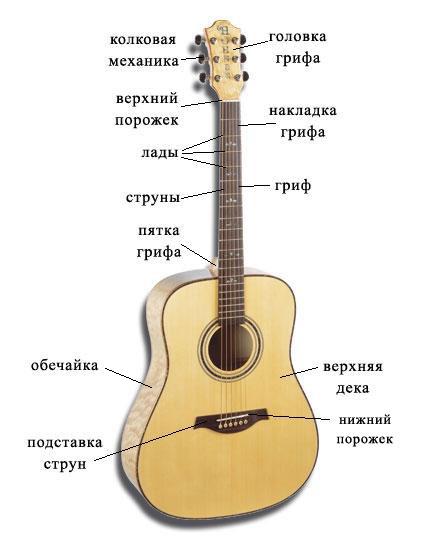 колковая
механика
головка
грифа
верхний
порожек
накладка
грифа
лады
струны
гриф
пятка
грифа
обечайка
верхняя
дека
подставка
струн
нижний
порожек